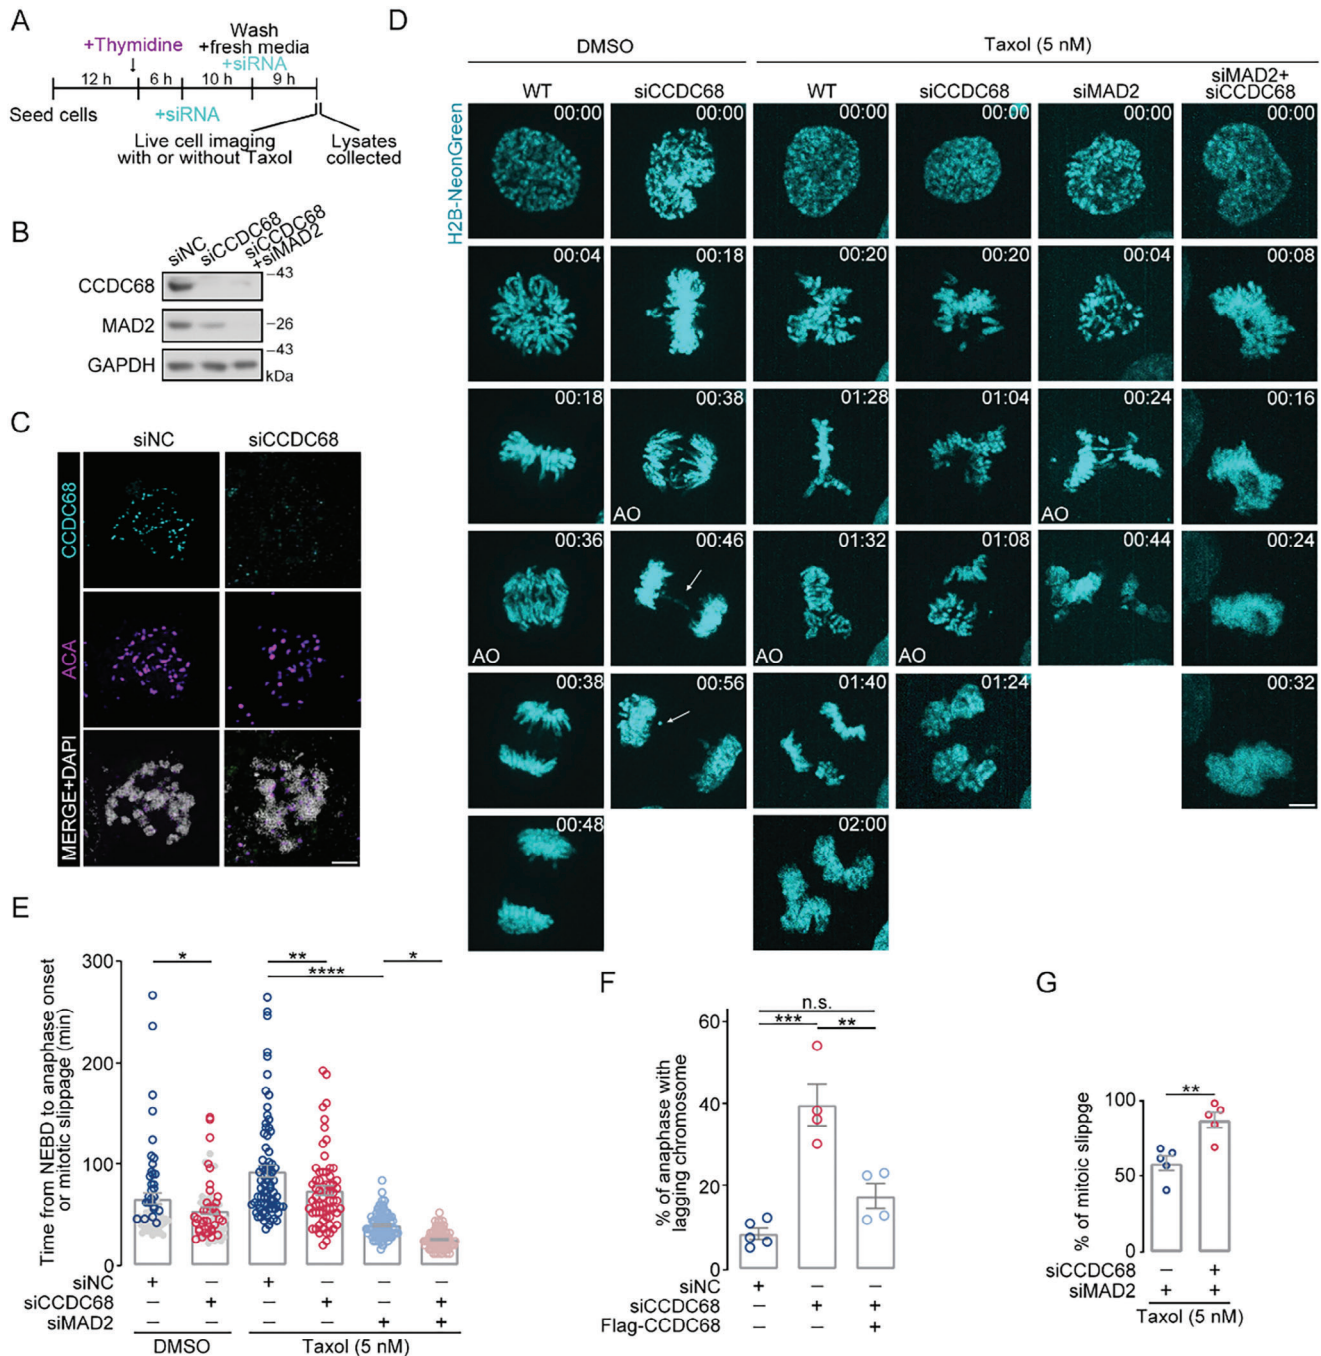 A
+Thymidine
Wash
+fresh media
+siRNA
12 h
6 h
10 h
9 h
Seed cells
+siRNA
Live cell imaging
with or without Taxol
Lysates
collected
B
siNC
siCCDC68
siCCDC68
+siMAD2
CCDC68
–43
MAD2
–26
GAPDH
–43
kDa
C
siNC
siCCDC68
CCDC68
ACA
MERGE+DAPI
D
DMSO
Taxol (5 nM)
WT
siCCDC68
WT
siCCDC68
siMAD2
siMAD2+
siCCDC68
H2B-NeonGreen
00:00
00:00
00:00
00:00
00:00
00:00
00:04
00:18
00:20
00:20
00:04
00:08
00:18
00:38
01:28
01:04
00:24
00:16
AO
AO
00:36
00:46
01:32
01:08
00:44
00:24
AO
AO
AO
00:38
00:56
01:40
01:24
00:32
00:48
02:00
E
Time from NEBD to anaphase onset
or mitotic slippage (min)
300
200
100
0
*
**
****
*
siNC + – + – – –
siCCDC68 – + – + – +
siMAD2 – – – – + +
DMSO
Taxol (5 nM)
F
% of anaphase with
lagging chromosome
60
40
20
0
n.s.
***
**
siNC + – –
siCCDC68 – + +
Flag-CCDC68 – – +
G
% of mitoic slippge
100
50
0
**
siCCDC68 – +
siMAD2 + +
Taxol (5 nM)